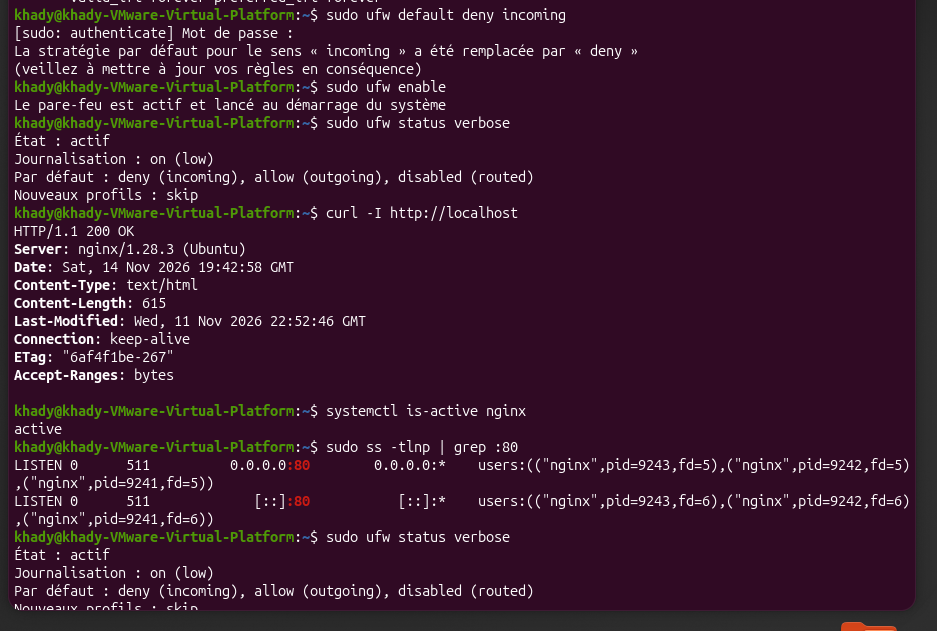 khady@khady-VMware-Virtual-Platform:~$ sudo ufw default deny incoming
[sudo: authenticate] Mot de passe :
La stratégie par défaut pour le sens « incoming » a été remplacée par « deny »
(veillez à mettre à jour vos règles en conséquence)
khady@khady-VMware-Virtual-Platform:~$ sudo ufw enable
Le pare-feu est actif et lancé au démarrage du système
khady@khady-VMware-Virtual-Platform:~$ sudo ufw status verbose
État : actif
Journalisation : on (low)
Par défaut : deny (incoming), allow (outgoing), disabled (routed)
Nouveaux profils : skip
khady@khady-VMware-Virtual-Platform:~$ curl -I http://localhost
HTTP/1.1 200 OK
Server: nginx/1.28.3 (Ubuntu)
Date: Sat, 14 Nov 2026 19:42:58 GMT
Content-Type: text/html
Content-Length: 615
Last-Modified: Wed, 11 Nov 2026 22:52:46 GMT
Connection: keep-alive
ETag: "6af4f1be-267"
Accept-Ranges: bytes
khady@khady-VMware-Virtual-Platform:~$ systemctl is-active nginx
active
khady@khady-VMware-Virtual-Platform:~$ sudo ss -tlnp | grep :80
LISTEN 0      511          0.0.0.0:80        0.0.0.0:*    users:(("nginx",pid=9243,fd=5),("nginx",pid=9242,fd=5)
,("nginx",pid=9241,fd=5))
LISTEN 0      511             [::]:80           [::]:*    users:(("nginx",pid=9243,fd=6),("nginx",pid=9242,fd=6)
,("nginx",pid=9241,fd=6))
khady@khady-VMware-Virtual-Platform:~$ sudo ufw status verbose
État : actif
Journalisation : on (low)
Par défaut : deny (incoming), allow (outgoing), disabled (routed)
Nouveaux profils : skip